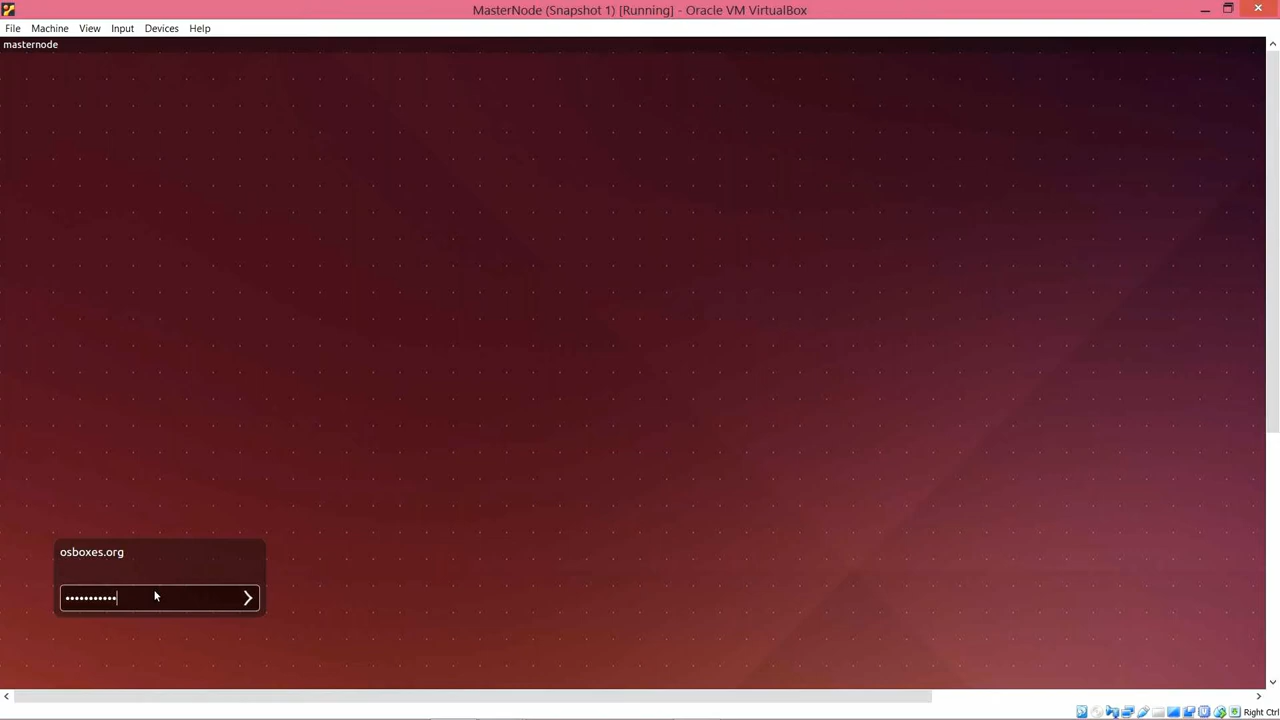 MasterNode (Snapshot 1) [Running] - Oracle VM VirtualBox
File Machine View Input Devices Help
masternode
osboxes.org
•••••••••••
Right Ctrl